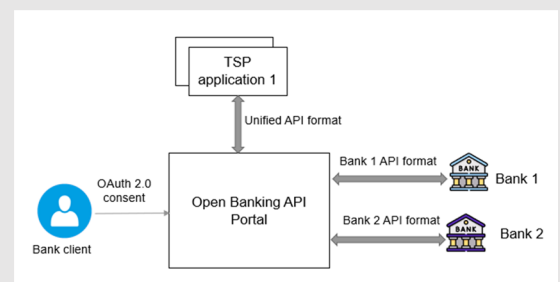 TSP
application 1
Unified API format
OAuth 2.0
consent
Bank client
Open Banking API
Portal
Bank 1 API format
BANK
Bank 1
Bank 2 API format
BANK
Bank 2